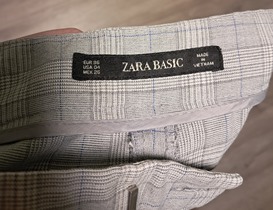 EUR 36
USA 04
MEX 26
ZARA BASIC
MADE
IN
VIETNAM